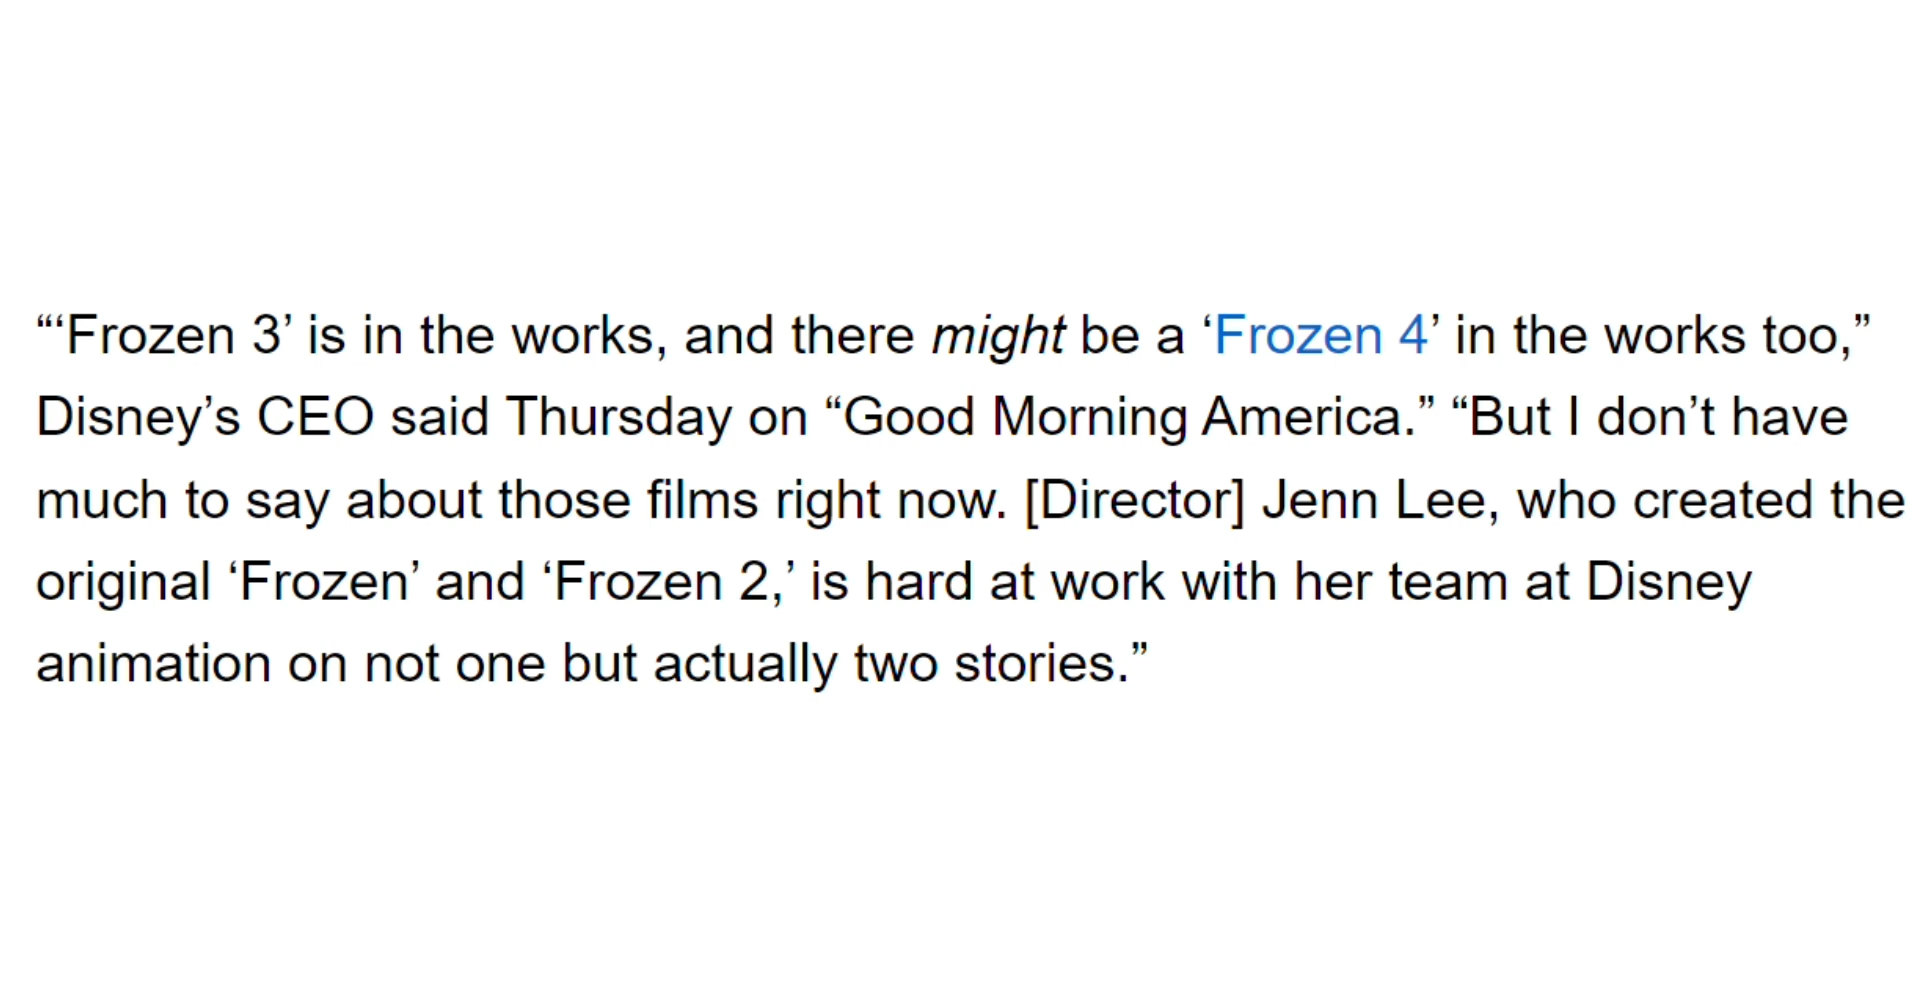 “‘Frozen 3’ is in the works, and there might be a ‘Frozen 4’ in the works too,”
Disney’s CEO said Thursday on “Good Morning America.” “But I don’t have
much to say about those films right now. [Director] Jenn Lee, who created the
original ‘Frozen’ and ‘Frozen 2,’ is hard at work with her team at Disney
animation on not one but actually two stories.”